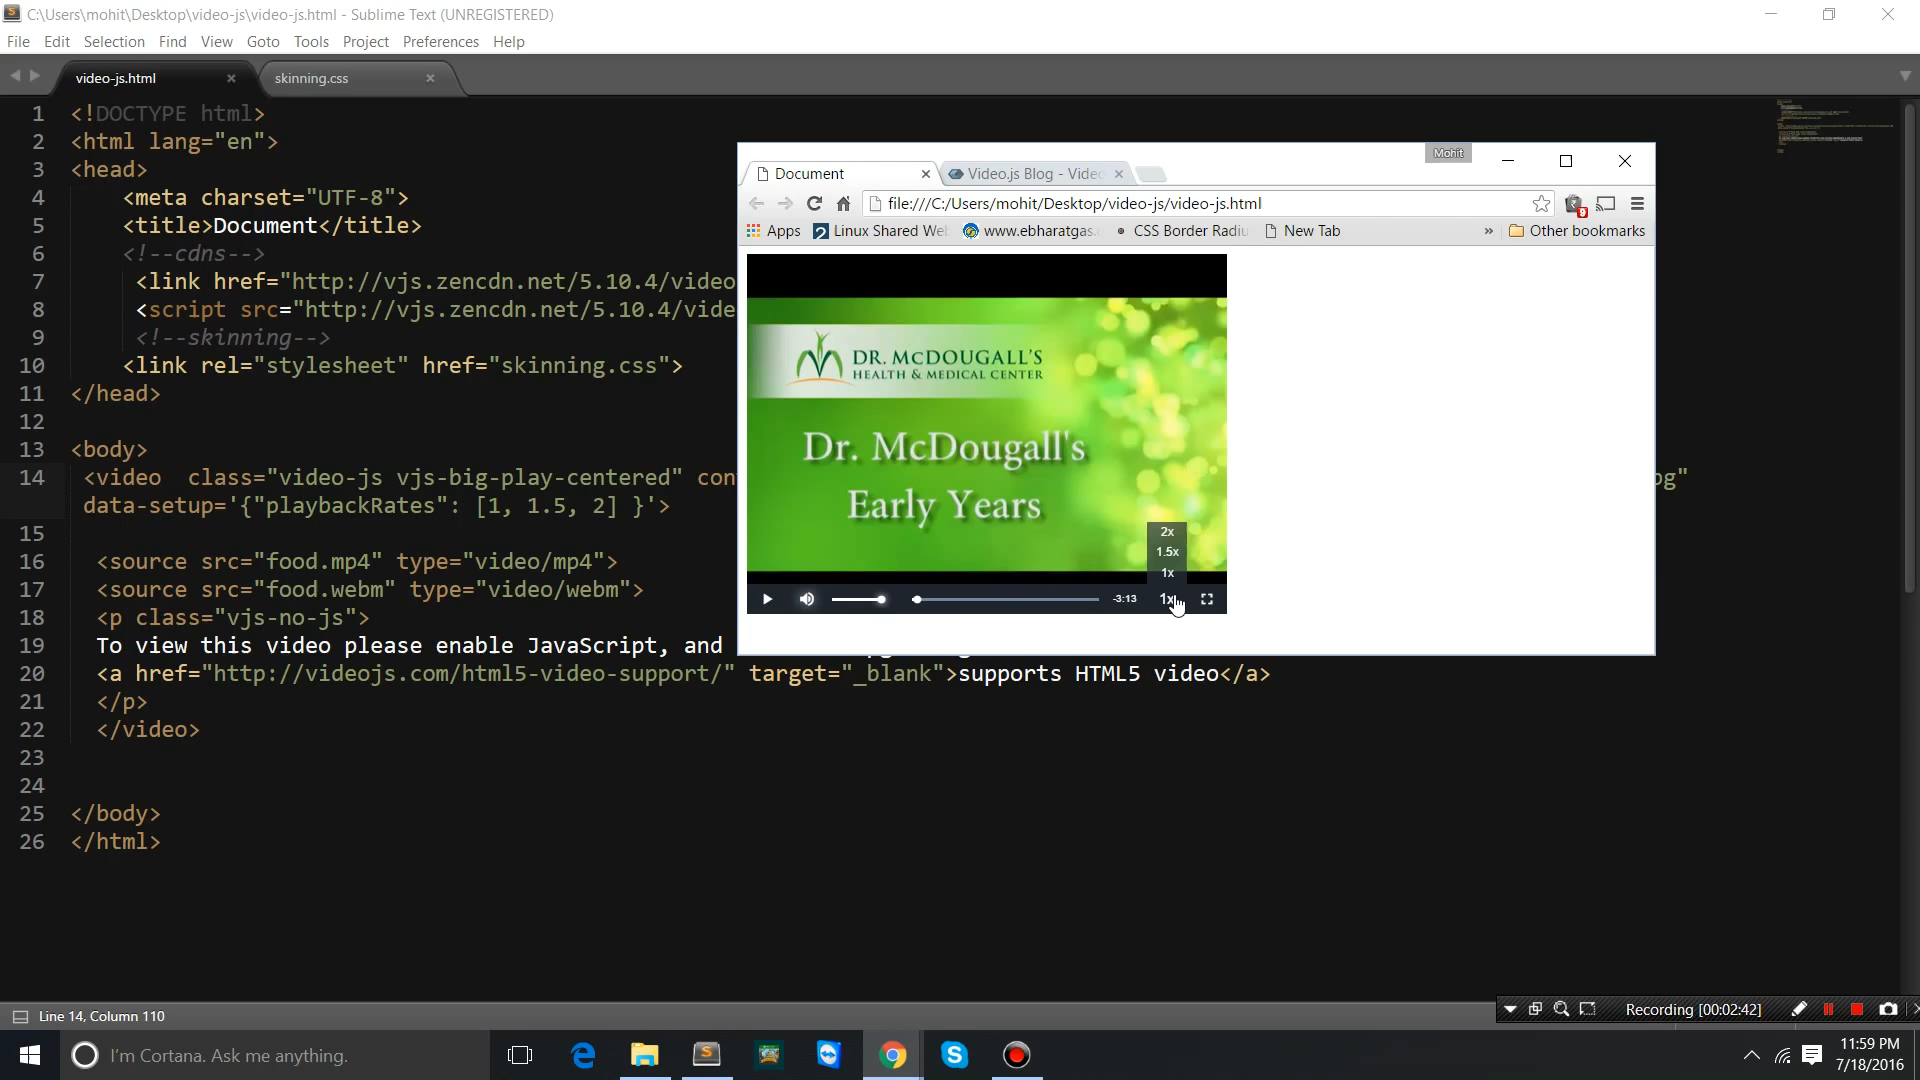 C:\Users\mohit\Desktop\video-js\video-js.html - Sublime Text (UNREGISTERED)
File Edit Selection Find View Goto Tools Project Preferences Help
video-js.html
skinning.css
1 <!DOCTYPE html>
2 <html lang="en">
3 <head>
4 <meta charset="UTF-8">
5 <title>Document</title>
6 <!--cdns-->
7 <link href="http://vjs.zencdn.net/5.10.4/video
8 <script src="http://vjs.zencdn.net/5.10.4/vide
9 <!--skinning-->
10 <link rel="stylesheet" href="skinning.css">
11 </head>
12
13 <body>
14 <video class="video-js vjs-big-play-centered" con
pg"
data-setup='{"playbackRates": [1, 1.5, 2] }'>
15
16 <source src="food.mp4" type="video/mp4">
17 <source src="food.webm" type="video/webm">
18 <p class="vjs-no-js">
19 To view this video please enable JavaScript, and
20 <a href="http://videojs.com/html5-video-support/" target="_blank">supports HTML5 video</a>
21 </p>
22 </video>
23
24
25 </body>
26 </html>
Mohit
Document
Video.js Blog - Video
file:///C:/Users/mohit/Desktop/video-js/video-js.html
Apps Linux Shared We www.ebharatgas. CSS Border Radiu New Tab » Other bookmarks
DR. MCDOUGALL'S
HEALTH & MEDICAL CENTER
Dr. McDougall's
Early Years
2x
1.5x
1x
-3:13
1x
Line 14, Column 110
Recording [00:02:42]
I'm Cortana. Ask me anything.
11:59 PM
7/18/2016